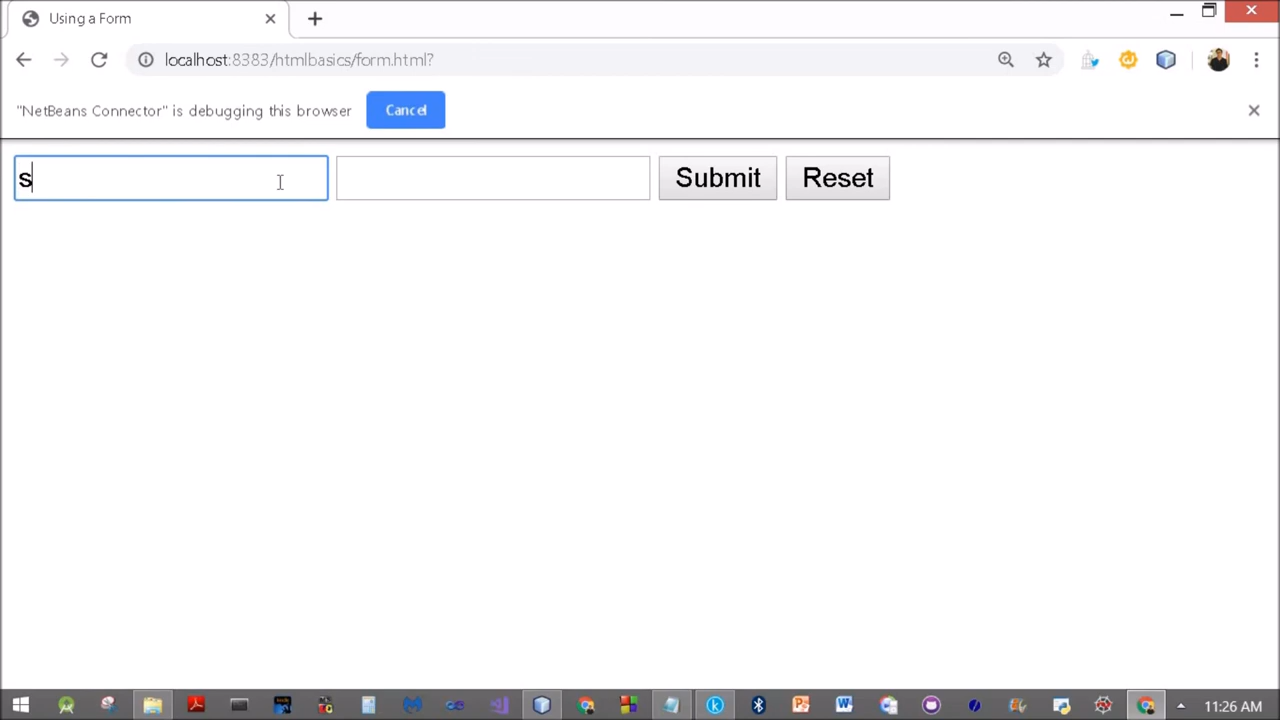 Using a Form
localhost:8383/htmlbasics/form.html?
"NetBeans Connector" is debugging this browser Cancel
s Submit Reset
11:26 AM